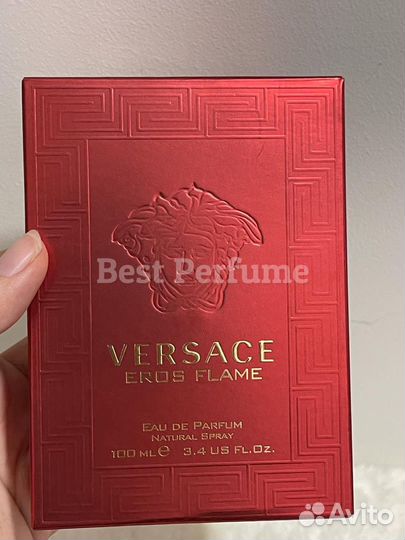 Best Perfume
VERSACE
EROS FLAME
EAU DE PARFUM
NATURAL SPRAY
100 ML ℮ 3.4 US FL.OZ.
Avito